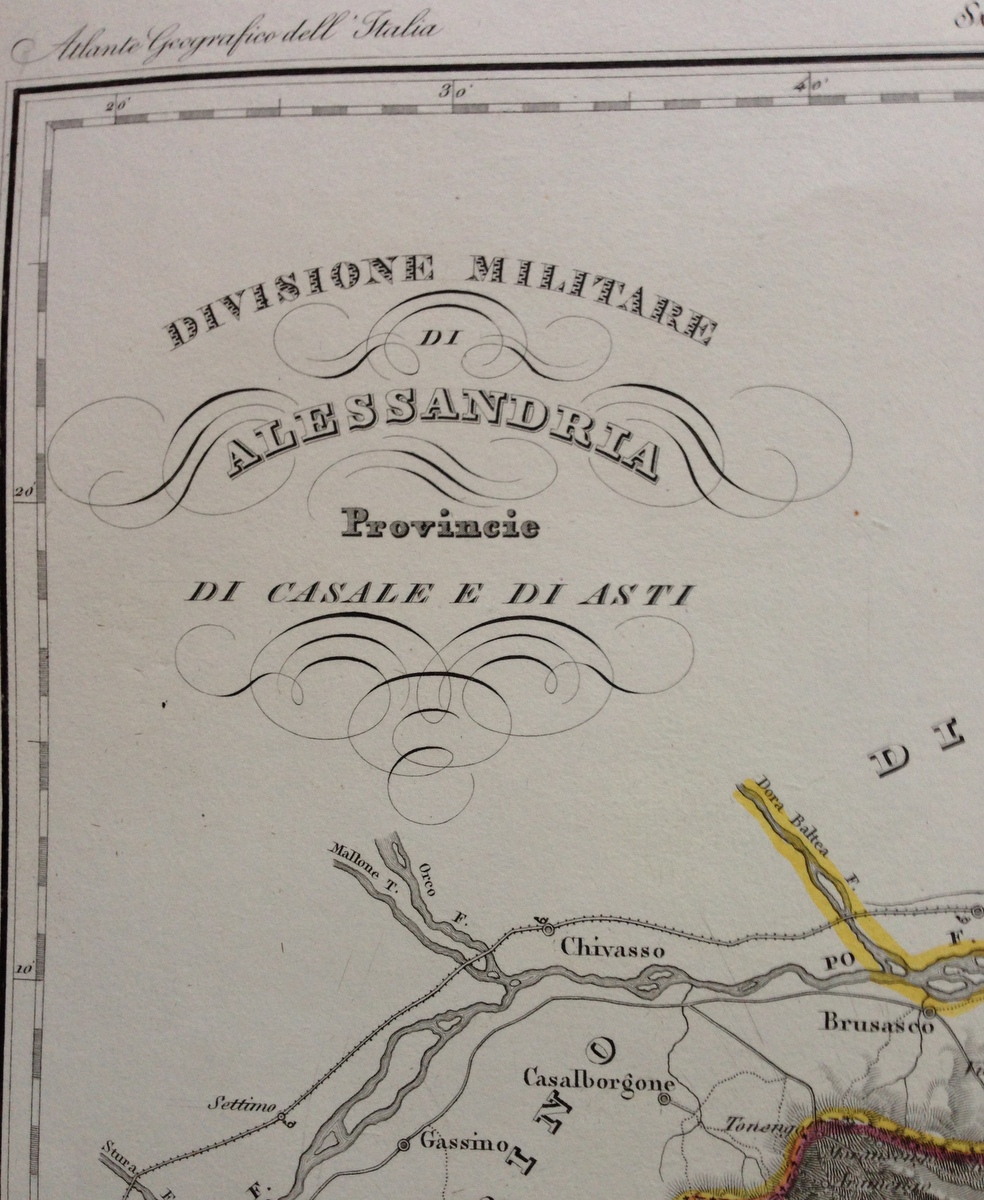 Atlante Geografico dell' Italia
20'
30'
40'
DIVISIONE MILITARE
DI
ALESSANDRIA
20'
Provincie
DI CASALE E DI ASTI
DI
Dora Baltea F.
Mallone T.
Orco F.
Chivasso
PO F.
10'
Brusasco
Casalborgone
Settimo
Tonengo
Gassino
Stura F.
F.